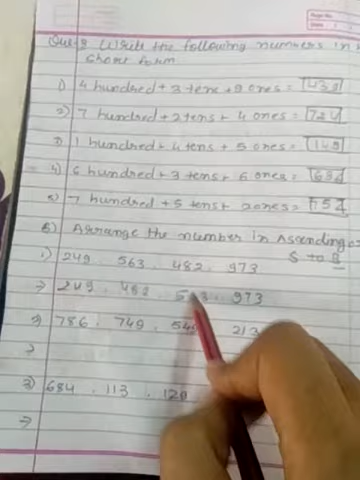 Que-3 Write the following numbers in
short form
1) 4 hundred + 3 tens + 9 ones = 439
2) 7 hundred + 2 tens + 4 ones = 724
3) 1 hundred + 4 tens + 5 ones = 145
4) 6 hundred + 3 tens + 6 ones = 636
5) 7 hundred + 5 tens + 2 ones = 752
6) Arrange the number in Ascending
1) 249 . 563 . 482 . 973 S to B
→ 249 . 482 . 563 . 973
2) 786 . 749 . 213
→
3) 684 . 113 . 120
→